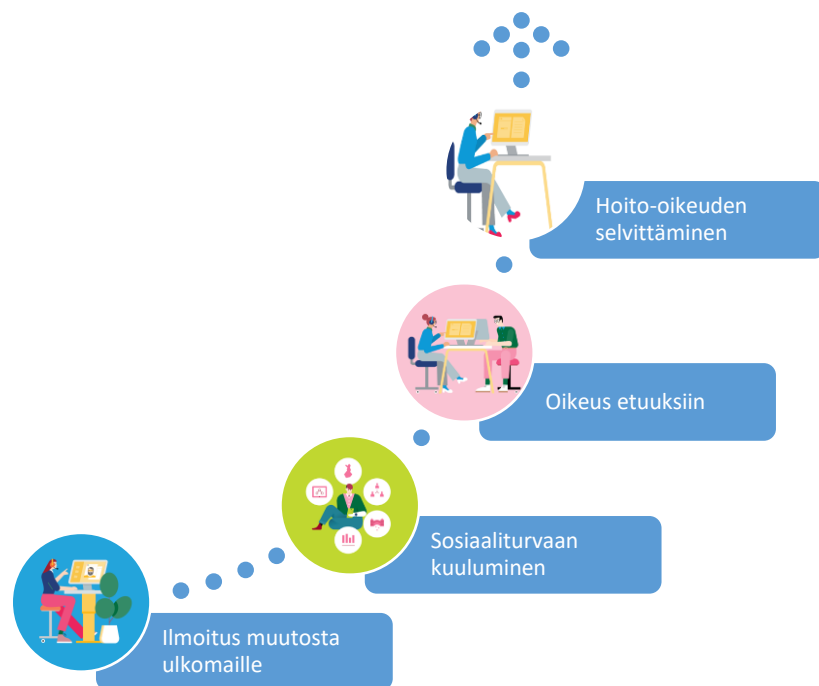 Hoito-oikeuden
selvittäminen
Oikeus etuuksiin
Sosiaaliturvaan
kuuluminen
Ilmoitus muutosta
ulkomaille